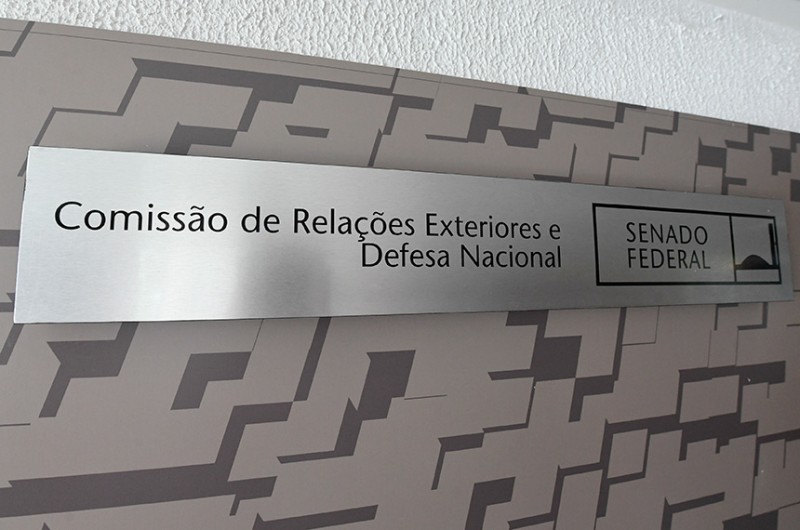 Comissão de Relações Exteriores e
Defesa Nacional
SENADO
FEDERAL